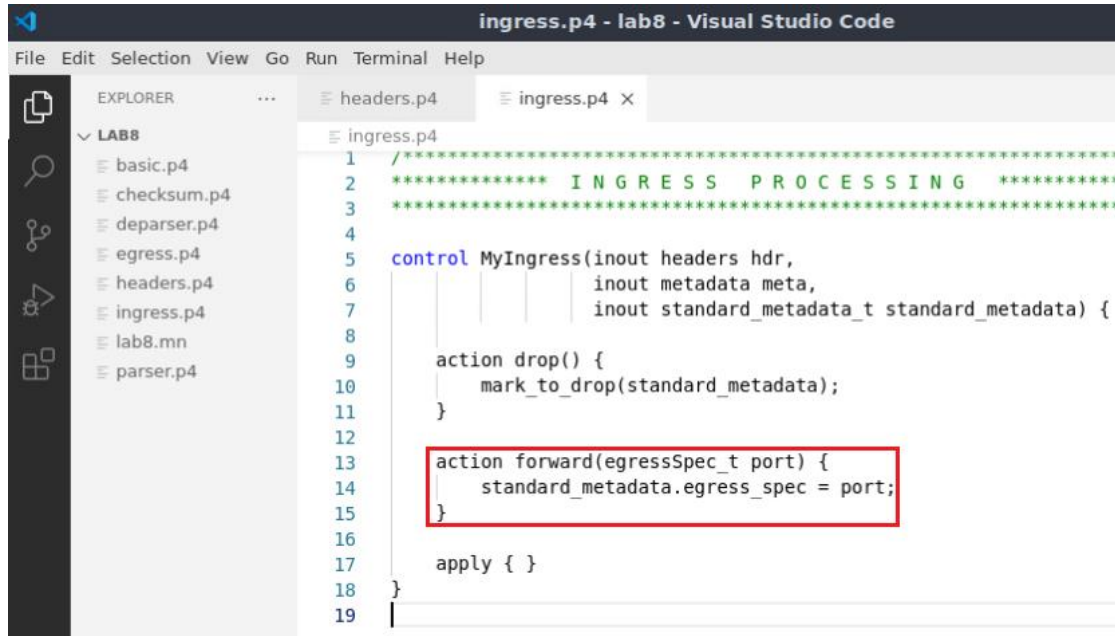 ingress.p4 - lab8 - Visual Studio Code
File Edit Selection View Go Run Terminal Help
EXPLORER ...
LAB8
basic.p4
checksum.p4
deparser.p4
egress.p4
headers.p4
ingress.p4
lab8.mn
parser.p4
headers.p4 ingress.p4 ×
ingress.p4
1 /****************************************************************
2 ************** I N G R E S S   P R O C E S S I N G **********
3 ****************************************************************
4
5 control MyIngress(inout headers hdr,
6 inout metadata meta,
7 inout standard_metadata_t standard_metadata) {
8
9 action drop() {
10 mark_to_drop(standard_metadata);
11 }
12
13 action forward(egressSpec_t port) {
14 standard_metadata.egress_spec = port;
15 }
16
17 apply { }
18 }
19